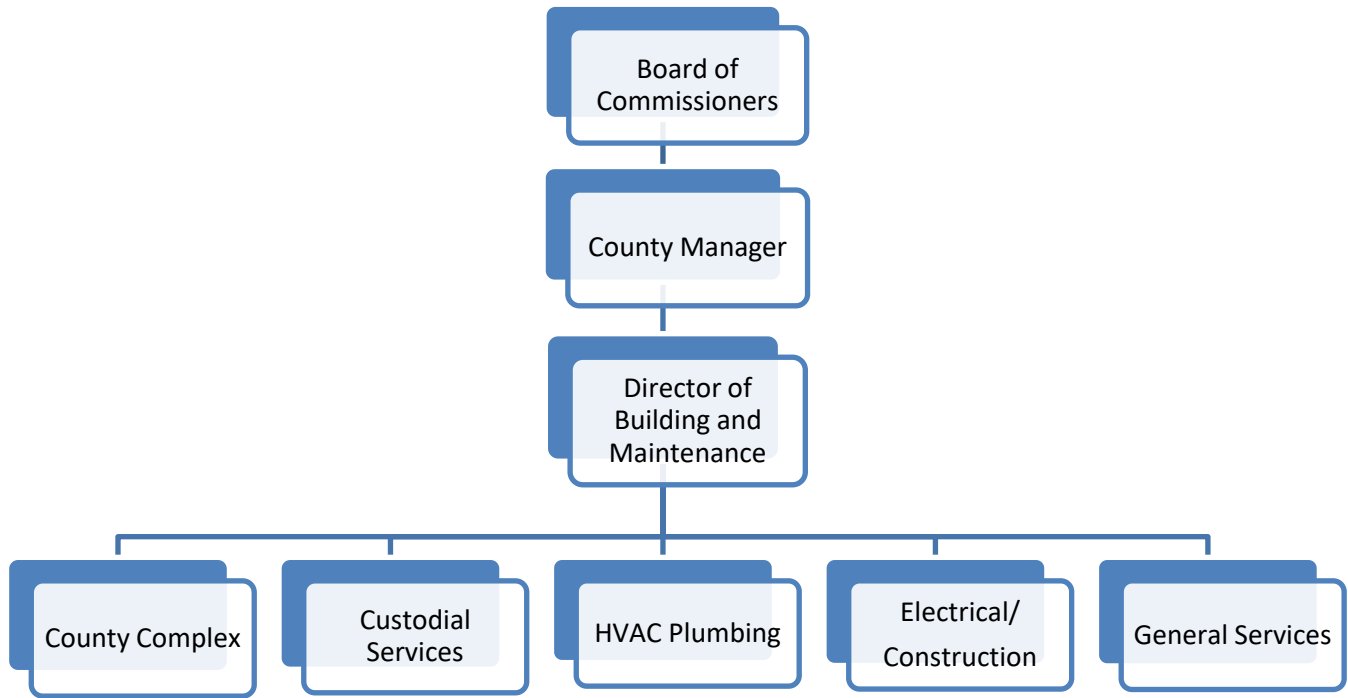 Board of
Commissioners
County Manager
Director of
Building and
Maintenance
County Complex
Custodial
Services
HVAC Plumbing
Electrical/
Construction
General Services